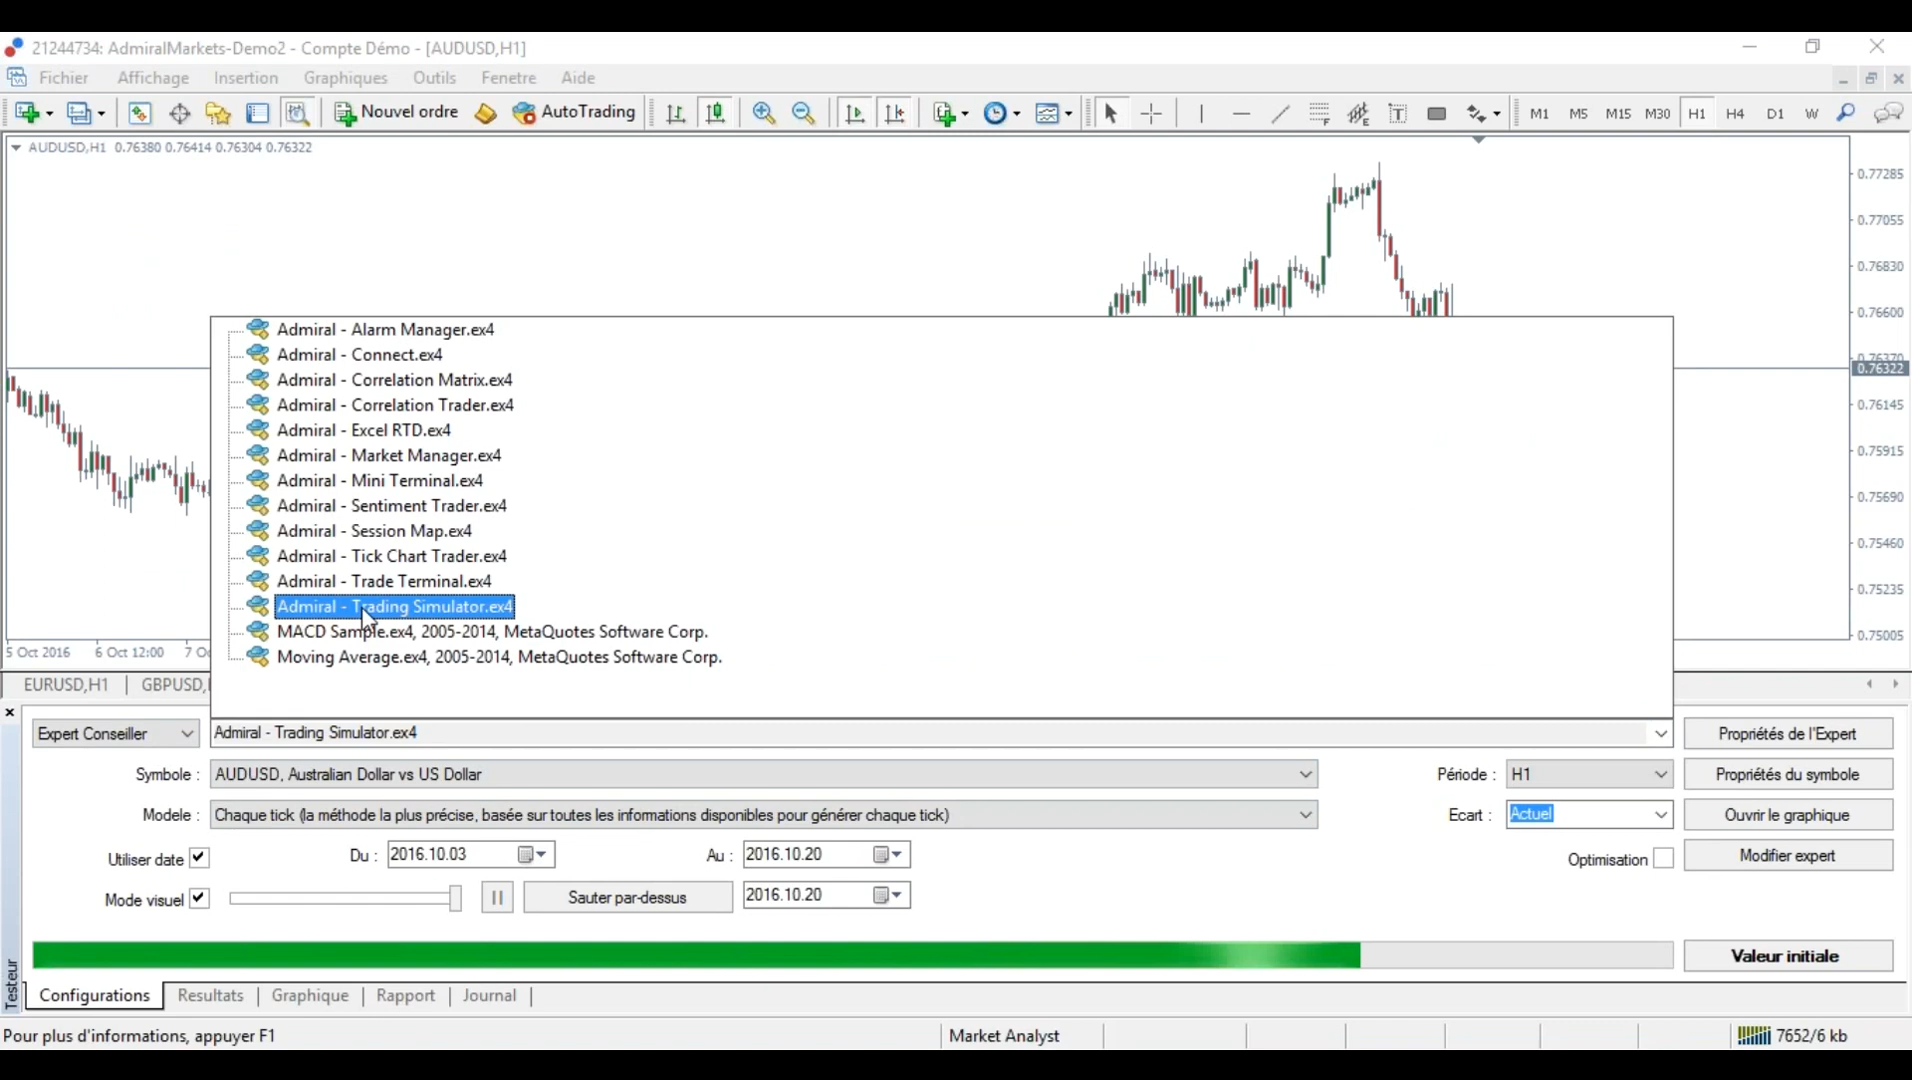 21244734: AdmiralMarkets-Demo2 - Compte Démo - [AUDUSD,H1]
Fichier Affichage Insertion Graphiques Outils Fenetre Aide
Nouvel ordre AutoTrading M1 M5 M15 M30 H1 H4 D1 W
AUDUSD,H1 0.76380 0.76414 0.76304 0.76322
0.77285
0.77055
0.76830
0.76600
0.76370
0.76322
0.76145
0.75915
0.75690
0.75460
0.75235
0.75005
Admiral - Alarm Manager.ex4
Admiral - Connect.ex4
Admiral - Correlation Matrix.ex4
Admiral - Correlation Trader.ex4
Admiral - Excel RTD.ex4
Admiral - Market Manager.ex4
Admiral - Mini Terminal.ex4
Admiral - Sentiment Trader.ex4
Admiral - Session Map.ex4
Admiral - Tick Chart Trader.ex4
Admiral - Trade Terminal.ex4
Admiral - Trading Simulator.ex4
MACD Sample.ex4, 2005-2014, MetaQuotes Software Corp.
Moving Average.ex4, 2005-2014, MetaQuotes Software Corp.
5 Oct 2016 6 Oct 12:00 7 Oc
EURUSD,H1 GBPUSD,
Expert Conseiller Admiral - Trading Simulator.ex4 Propriétés de l'Expert
Symbole : AUDUSD, Australian Dollar vs US Dollar Période : H1 Propriétés du symbole
Modele : Chaque tick (la méthode la plus précise, basée sur toutes les informations disponibles pour générer chaque tick) Ecart : Actuel Ouvrir le graphique
Utiliser date Du : 2016.10.03 Au : 2016.10.20 Optimisation Modifier expert
Mode visuel Sauter par-dessus 2016.10.20
Valeur initiale
Testeur
Configurations Resultats Graphique Rapport Journal
Pour plus d'informations, appuyer F1 Market Analyst 7652/6 kb